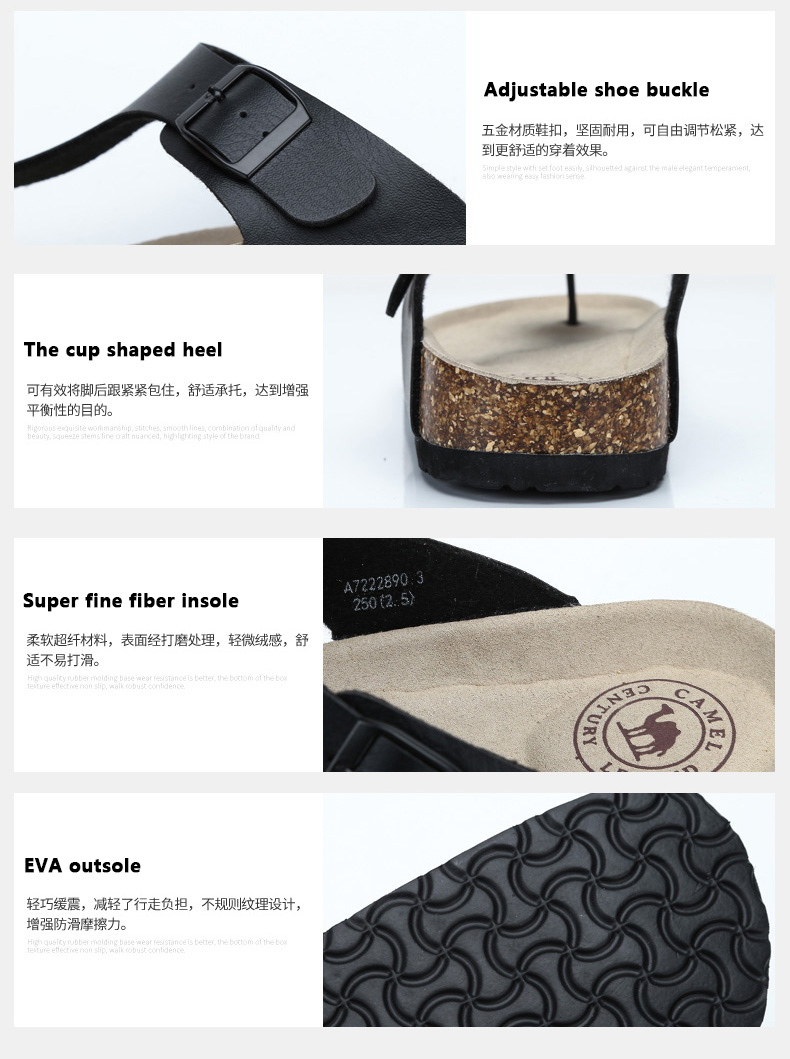 Adjustable shoe buckle
五金材质鞋扣，坚固耐用，可自由调节松紧，达
到更舒适的穿着效果。
Simple style with set foot easily, silhouetted against the male elegant temperament,
also wearing easy fashion sense.
The cup shaped heel
可有效将脚后跟紧紧包住，舒适承托，达到增强
平衡性的目的。
Rigorous exquisite workmanship, stitches, smooth lines, combination of quality and
beauty, squeeze stems fine craft nuanced, highlighting style of the brand.
Super fine fiber insole
柔软超纤材料，表面经打磨处理，轻微绒感，舒
适不易打滑。
High quality rubber molding base wear resistance is better, the bottom of the box
texture effective non slip, walk robust confidence.
A7222890.3
250(2.5)
CENTURY CAMEL
EVA outsole
轻巧缓震，减轻了行走负担，不规则纹理设计，
增强防滑摩擦力。
High quality rubber molding base wear resistance is better, the bottom of the box
texture effective non slip, walk robust confidence.